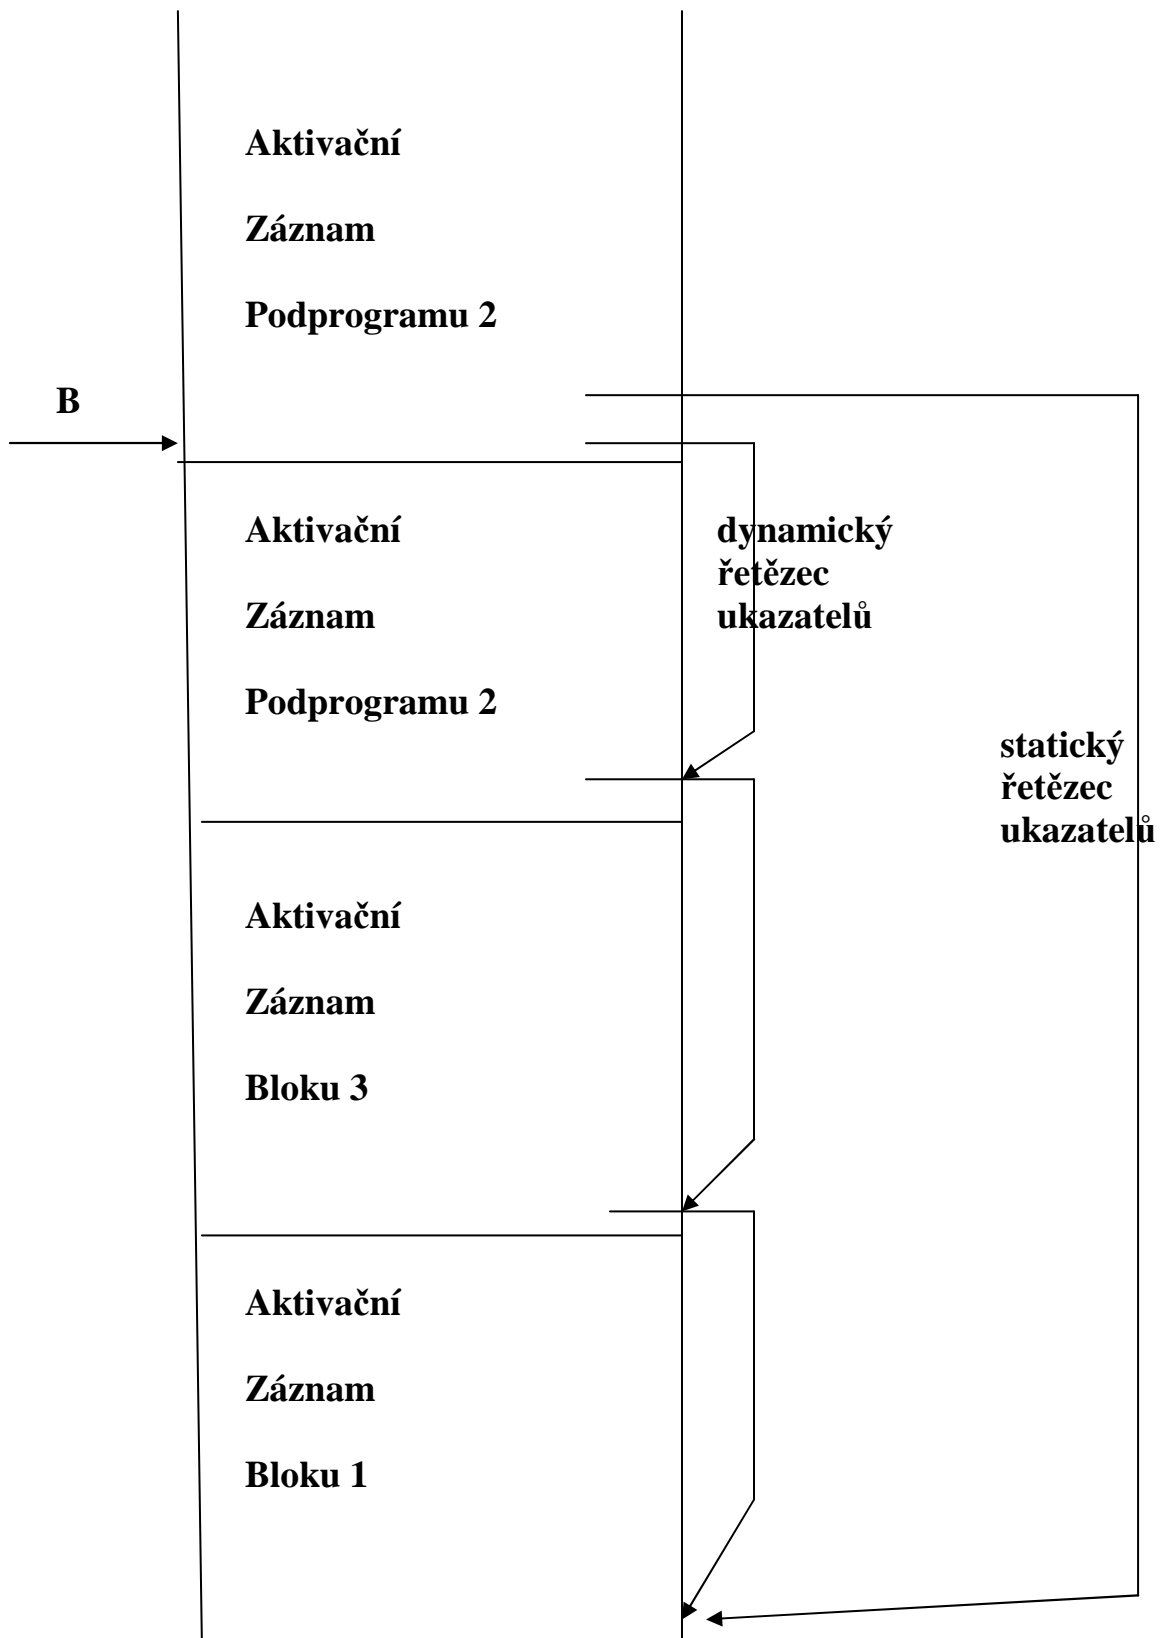 Aktivační
Záznam
Podprogramu 2
B
Aktivační
Záznam
Podprogramu 2
dynamický
řetězec
ukazatelů
statický
řetězec
ukazatelů
Aktivační
Záznam
Bloku 3
Aktivační
Záznam
Bloku 1